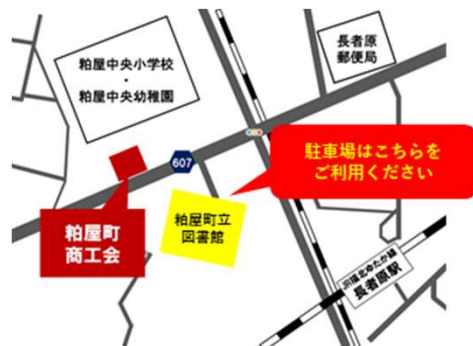 粕屋中央小学校
・
粕屋中央幼稚園
長者原
郵便局
607
駐車場はこちらを
ご利用ください
粕屋町
商工会
粕屋町立
図書館
JR福北ゆたか線
長者原駅